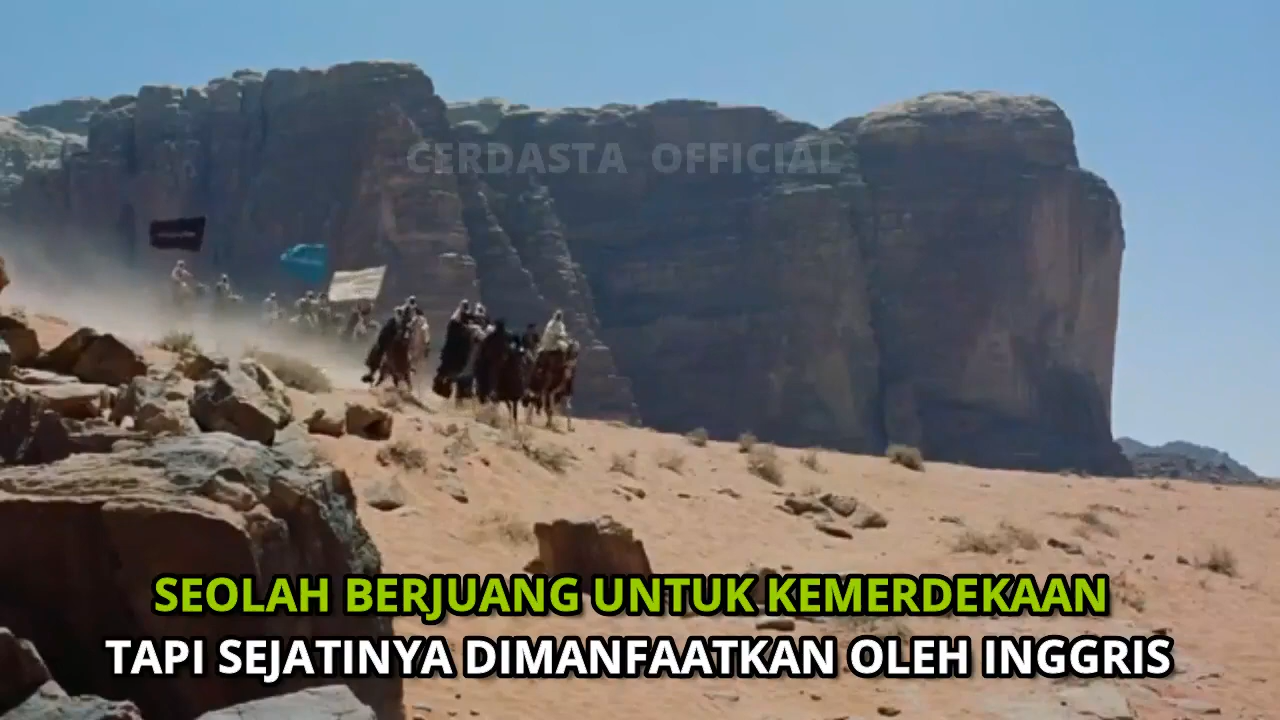 CERDASTA OFFICIAL
SEOLAH BERJUANG UNTUK KEMERDEKAAN
TAPI SEJATINYA DIMANFAATKAN OLEH INGGRIS